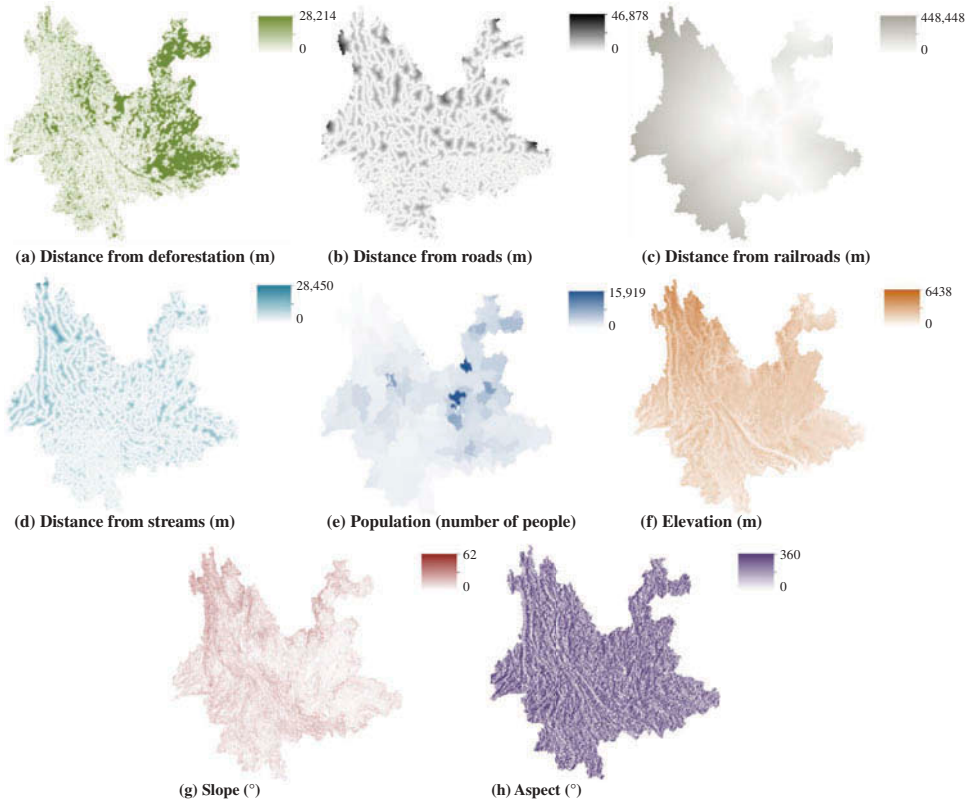 28,214
0
46,878
0
448,448
0
(a) Distance from deforestation (m)
(b) Distance from roads (m)
(c) Distance from railroads (m)
28,450
0
15,919
0
6438
0
(d) Distance from streams (m)
(e) Population (number of people)
(f) Elevation (m)
62
0
360
0
(g) Slope (°)
(h) Aspect (°)